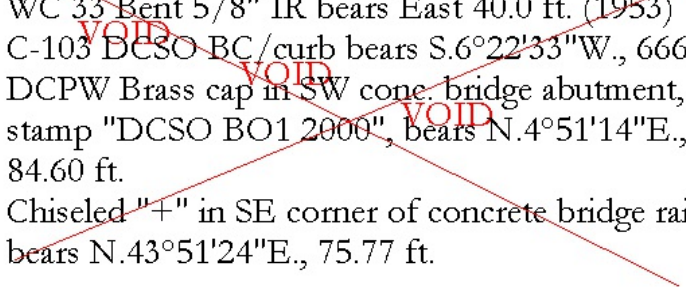 WC 33 Bent 5/8" IR bears East 40.0 ft. (1953)
VOID
C-103 DCSO BC/curb bears S.6°22'33"W., 666
VOID
DCPW Brass cap in SW conc. bridge abutment,
VOID
stamp "DCSO BO1 2000", bears N.4°51'14"E.,
84.60 ft.
Chiseled "+" in SE corner of concrete bridge rai
bears N.43°51'24"E., 75.77 ft.